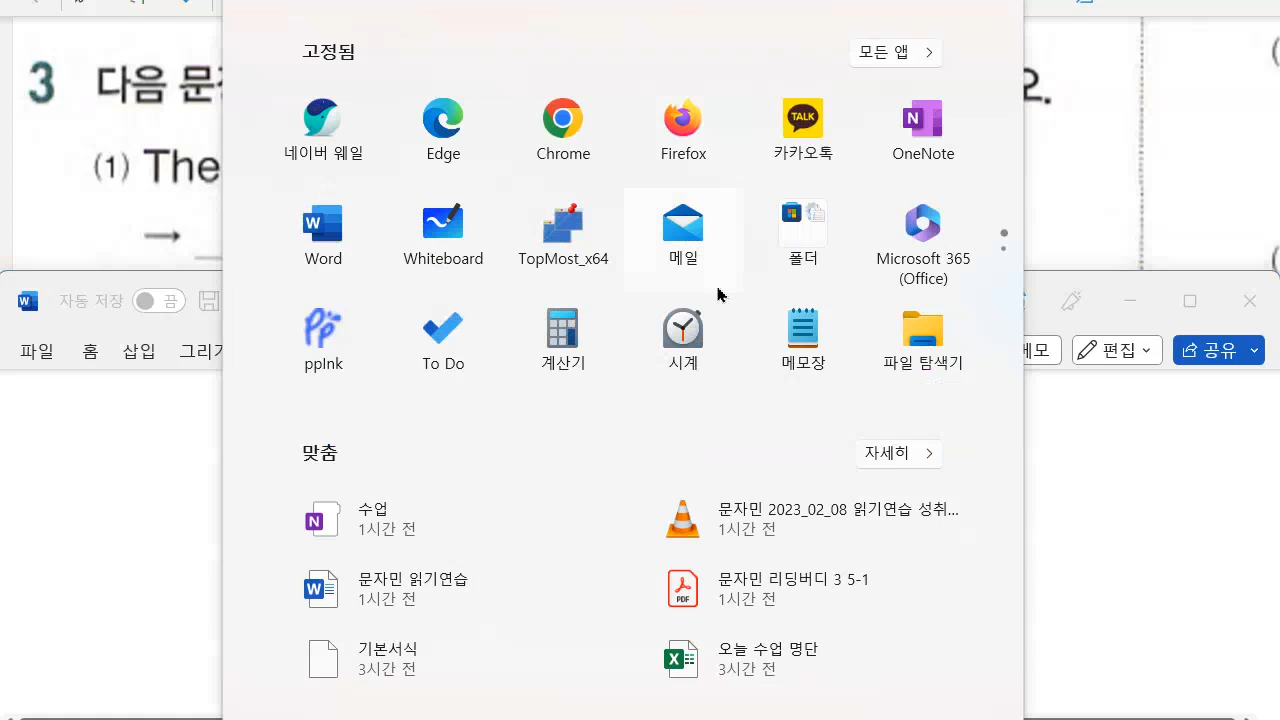 3 다음 문
오.
(1) The
→
고정됨
모든 앱
네이버 웨일
Edge
Chrome
Firefox
TALK
카카오톡
N
OneNote
W
Word
Whiteboard
TopMost_x64
메일
폴더
Microsoft 365
(Office)
W
자동 저장
끔
ppInk
To Do
계산기
시계
메모장
파일 탐색기
파일
홈
삽입
메모
편집
공유
맞춤
자세히
N
수업
1시간 전
문자민 2023_02_08 읽기연습 성취...
1시간 전
W
문자민 읽기연습
1시간 전
PDF
문자민 리딩버디 3 5-1
1시간 전
기본서식
3시간 전
X
오늘 수업 명단
3시간 전